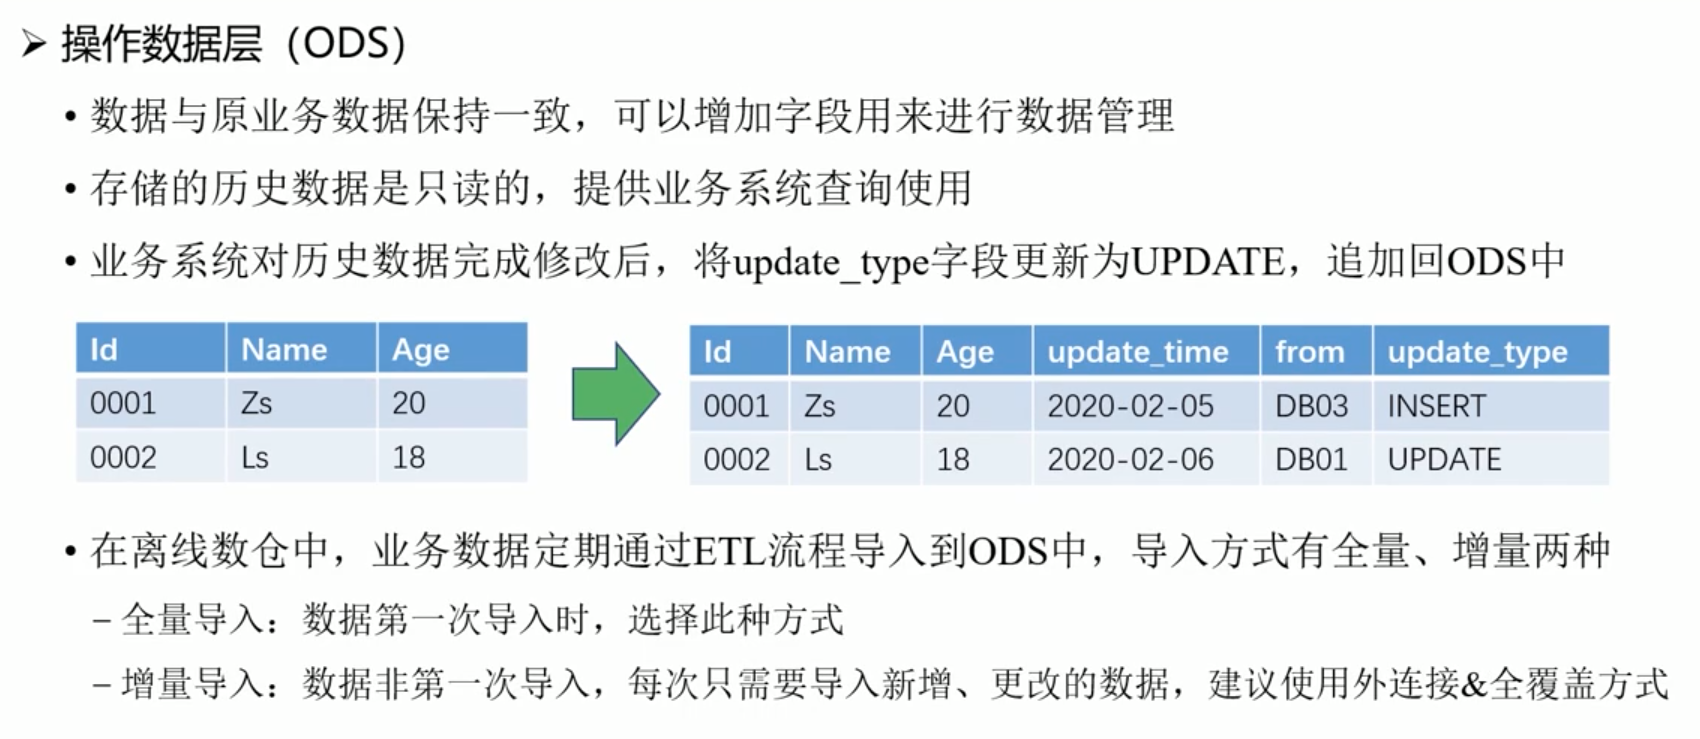 ➢ 操作数据层（ODS）
• 数据与原业务数据保持一致，可以增加字段用来进行数据管理
• 存储的历史数据是只读的，提供业务系统查询使用
• 业务系统对历史数据完成修改后，将update_type字段更新为UPDATE，追加回ODS中
Id Name Age
0001 Zs 20
0002 Ls 18
Id Name Age update_time from update_type
0001 Zs 20 2020-02-05 DB03 INSERT
0002 Ls 18 2020-02-06 DB01 UPDATE
• 在离线数仓中，业务数据定期通过ETL流程导入到ODS中，导入方式有全量、增量两种
– 全量导入：数据第一次导入时，选择此种方式
– 增量导入：数据非第一次导入，每次只需要导入新增、更改的数据，建议使用外连接&全覆盖方式